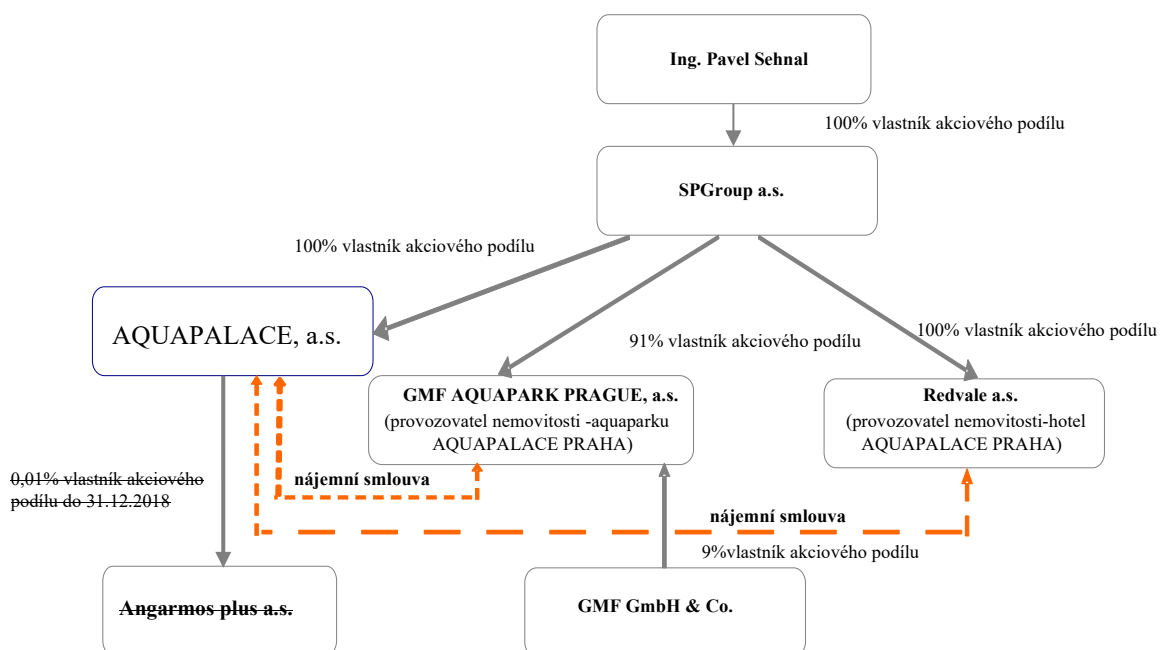 Ing. Pavel Sehnal
100% vlastník akciového podílu
SPGroup a.s.
100% vlastník akciového podílu
AQUAPALACE, a.s.
91% vlastník akciového podílu
100% vlastník akciového podílu
GMF AQUAPARK PRAGUE, a.s.
(provozovatel nemovitosti -aquaparku
AQUAPALACE PRAHA)
Redvale a.s.
(provozovatel nemovitosti-hotel
AQUAPALACE PRAHA)
0,01% vlastník akciového
podílu do 31.12.2018
nájemní smlouva
nájemní smlouva
9%vlastník akciového podílu
Angarmos plus a.s.
GMF GmbH & Co.